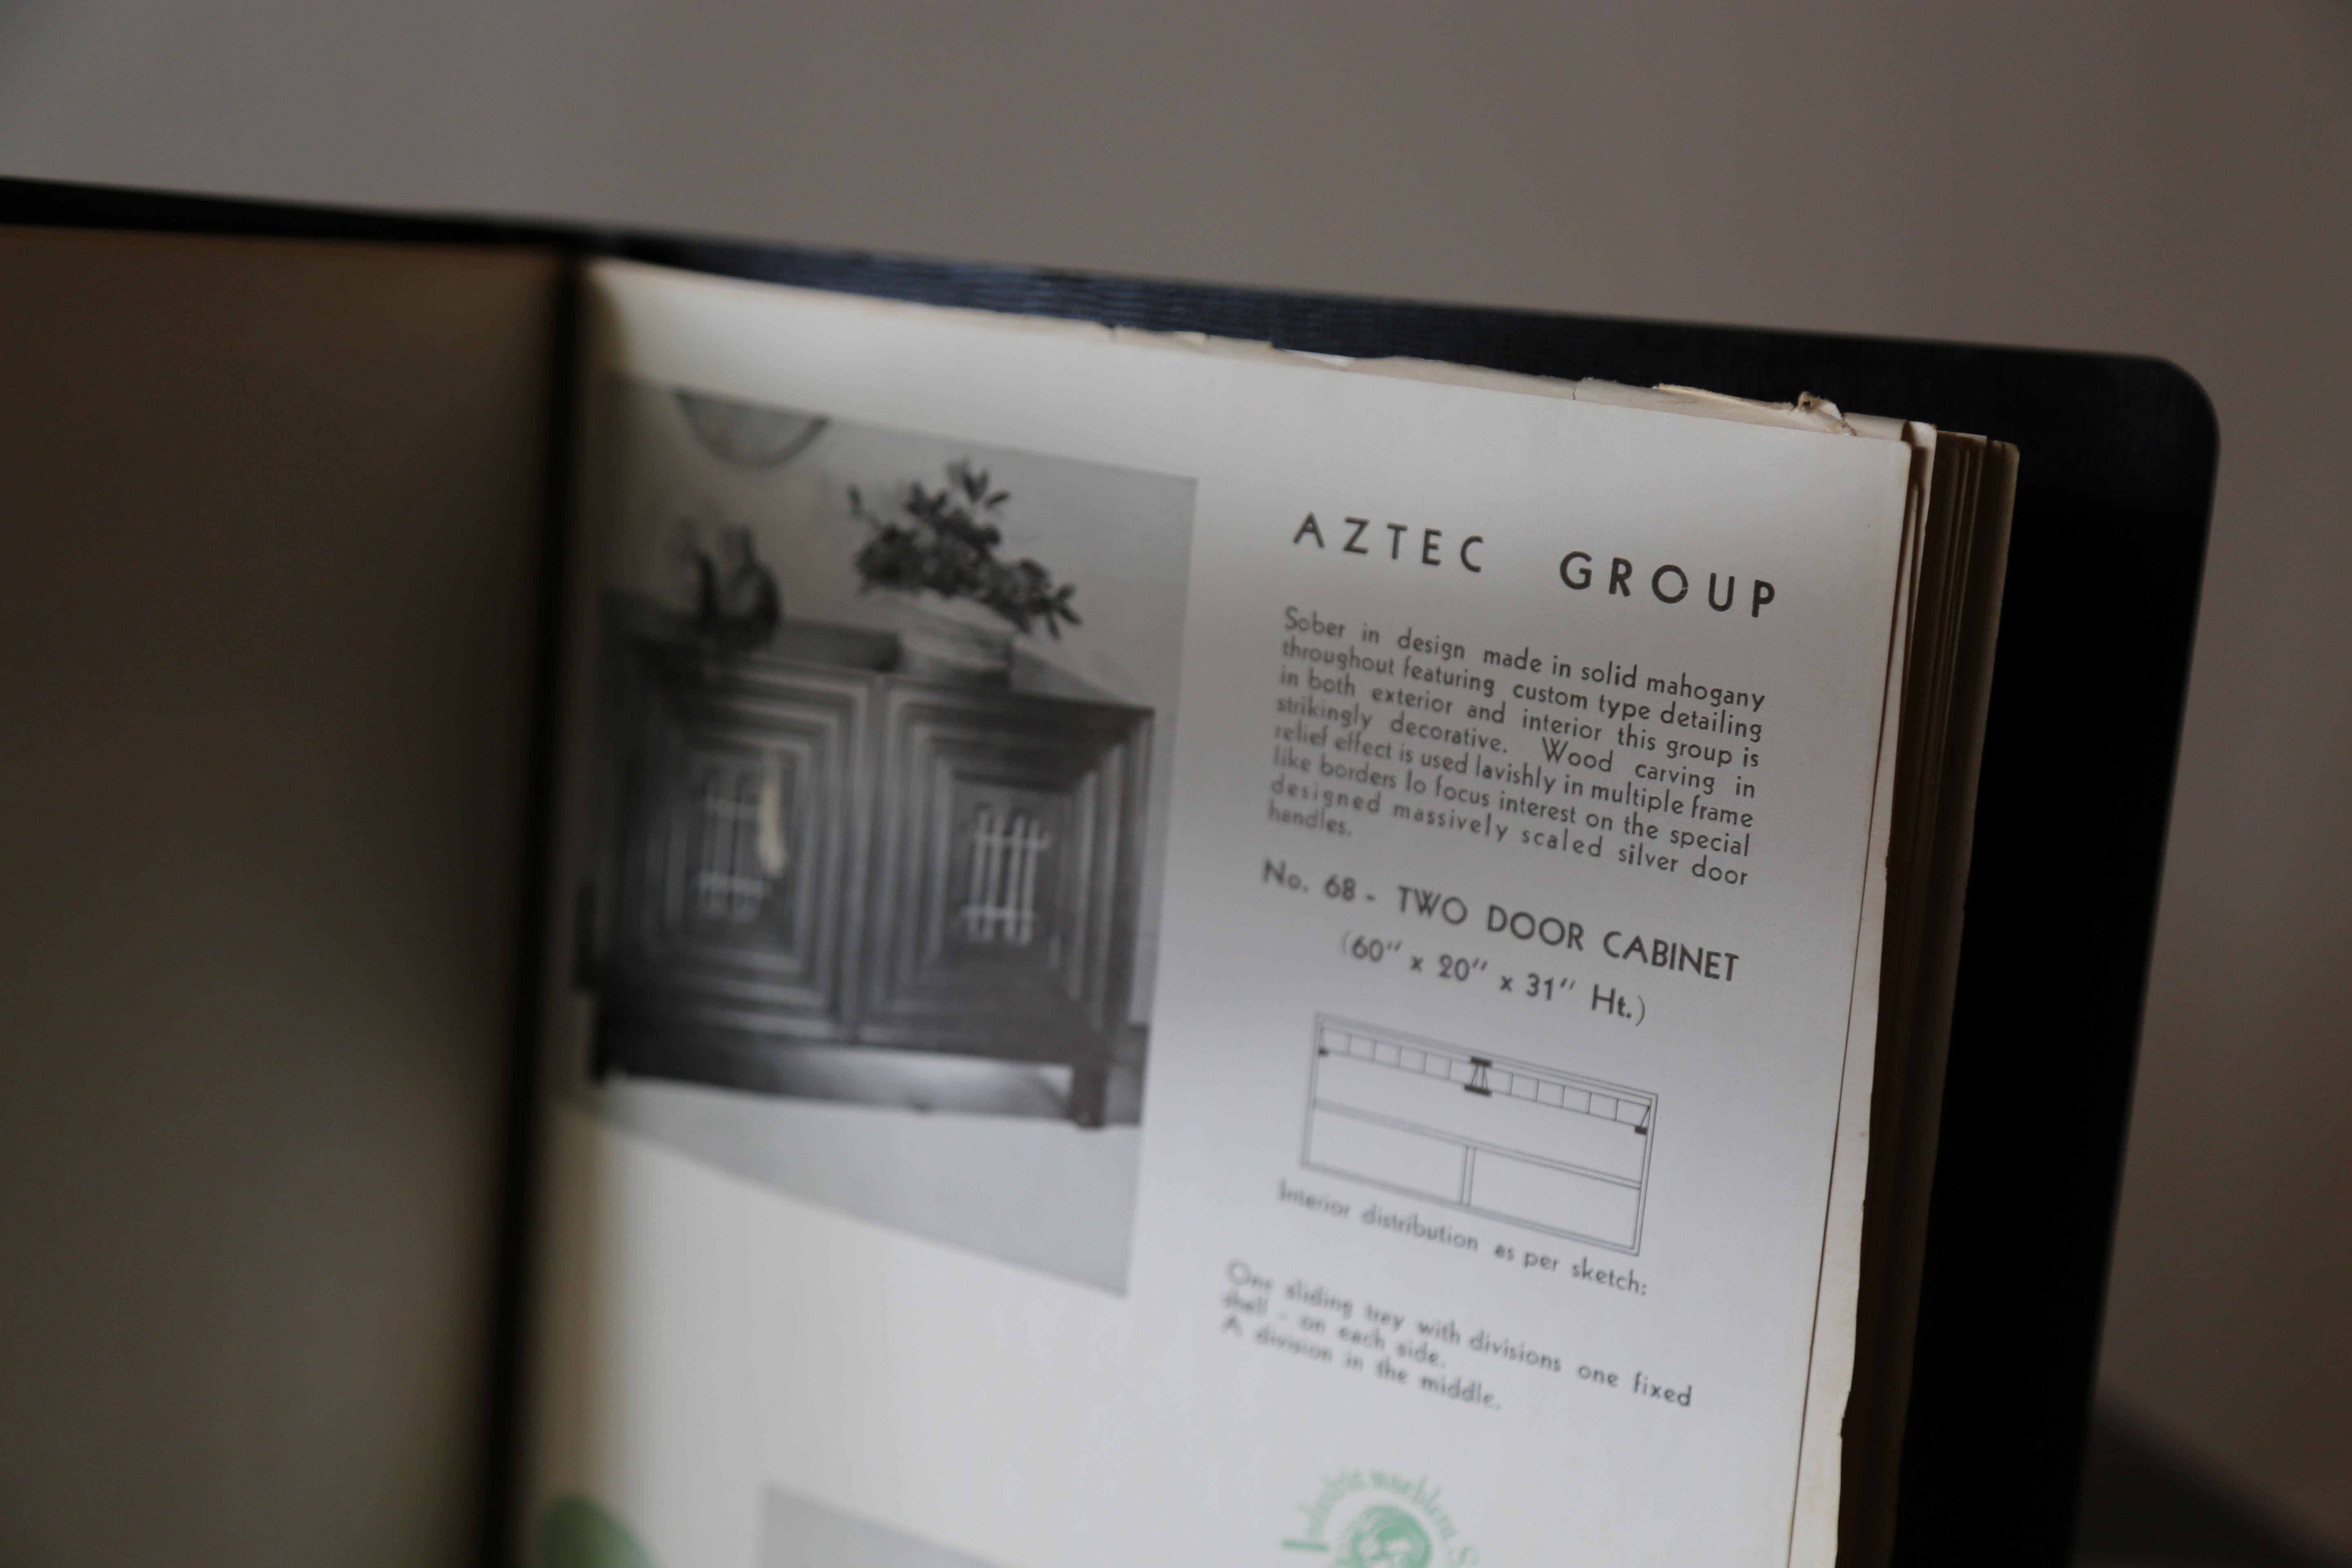 AZTEC GROUP
Sober in design made in solid mahogany
throughout featuring custom type detailing
in both exterior and interior this group is
strikingly decorative. Wood carving in
relief effect is used lavishly in multiple frame
like borders lo focus interest on the special
designed massively scaled silver door
handles.
No. 68 - TWO DOOR CABINET
(60" x 20" x 31" Ht.)
Interior distribution as per sketch:
One sliding tray with divisions one fixed
shell - on each side.
A division in the middle.
Industria mueblera. S